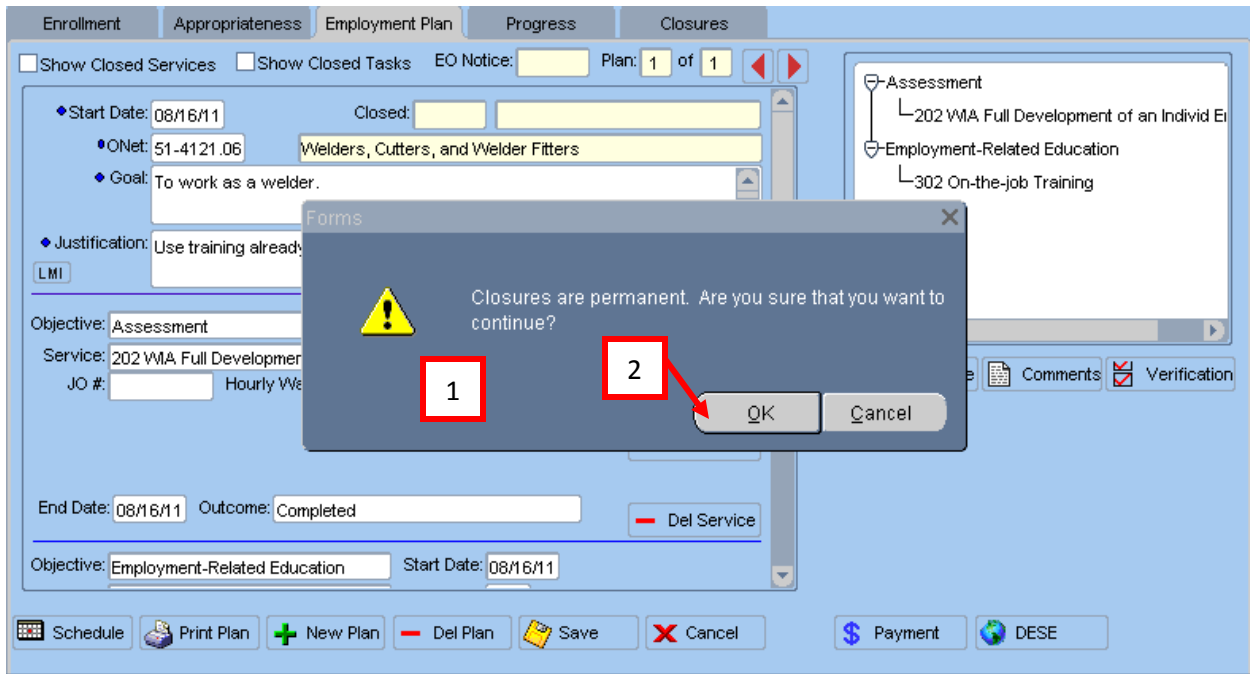 Enrollment
Appropriateness
Employment Plan
Progress
Closures
Show Closed Services
Show Closed Tasks
EO Notice:
Plan: 1 of 1
Start Date: 08/16/11
Closed:
ONet: 51-4121.06
Welders, Cutters, and Welder Fitters
Goal: To work as a welder.
Justification: Use training already
LMI
Objective: Assessment
Service: 202 WIA Full Developmen
JO #:
Hourly Wa
End Date: 08/16/11
Outcome: Completed
Del Service
Objective: Employment-Related Education
Start Date: 08/16/11
Forms
Closures are permanent. Are you sure that you want to
continue?
1
2
OK
Cancel
Assessment
202 WIA Full Development of an Individ E
Employment-Related Education
302 On-the-job Training
Comments
Verification
Schedule
Print Plan
New Plan
Del Plan
Save
Cancel
Payment
DESE